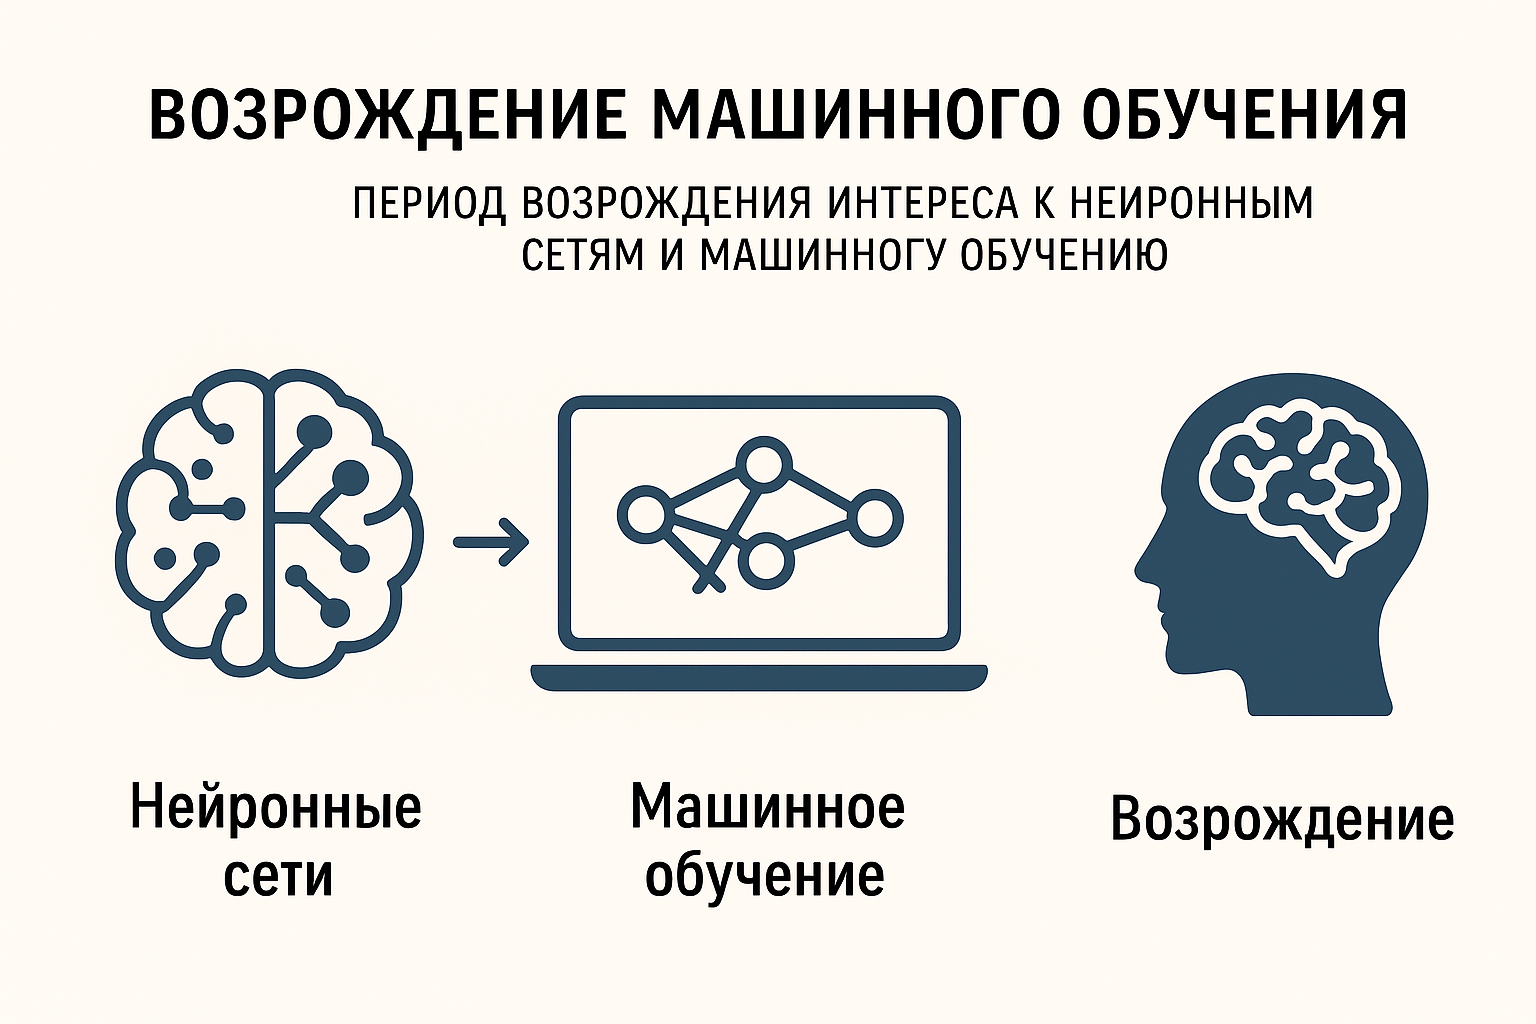 ВОЗРОЖДЕНИЕ МАШИННОГО ОБУЧЕНИЯ
ПЕРИОД ВОЗРОЖДЕНИЯ ИНТЕРЕСА К НЕИРОННЫМ
СЕТЯМ И МАШИННОГУ ОБУЧЕНИЮ
Нейронные
сети
Машинное
обучение
Возрождение